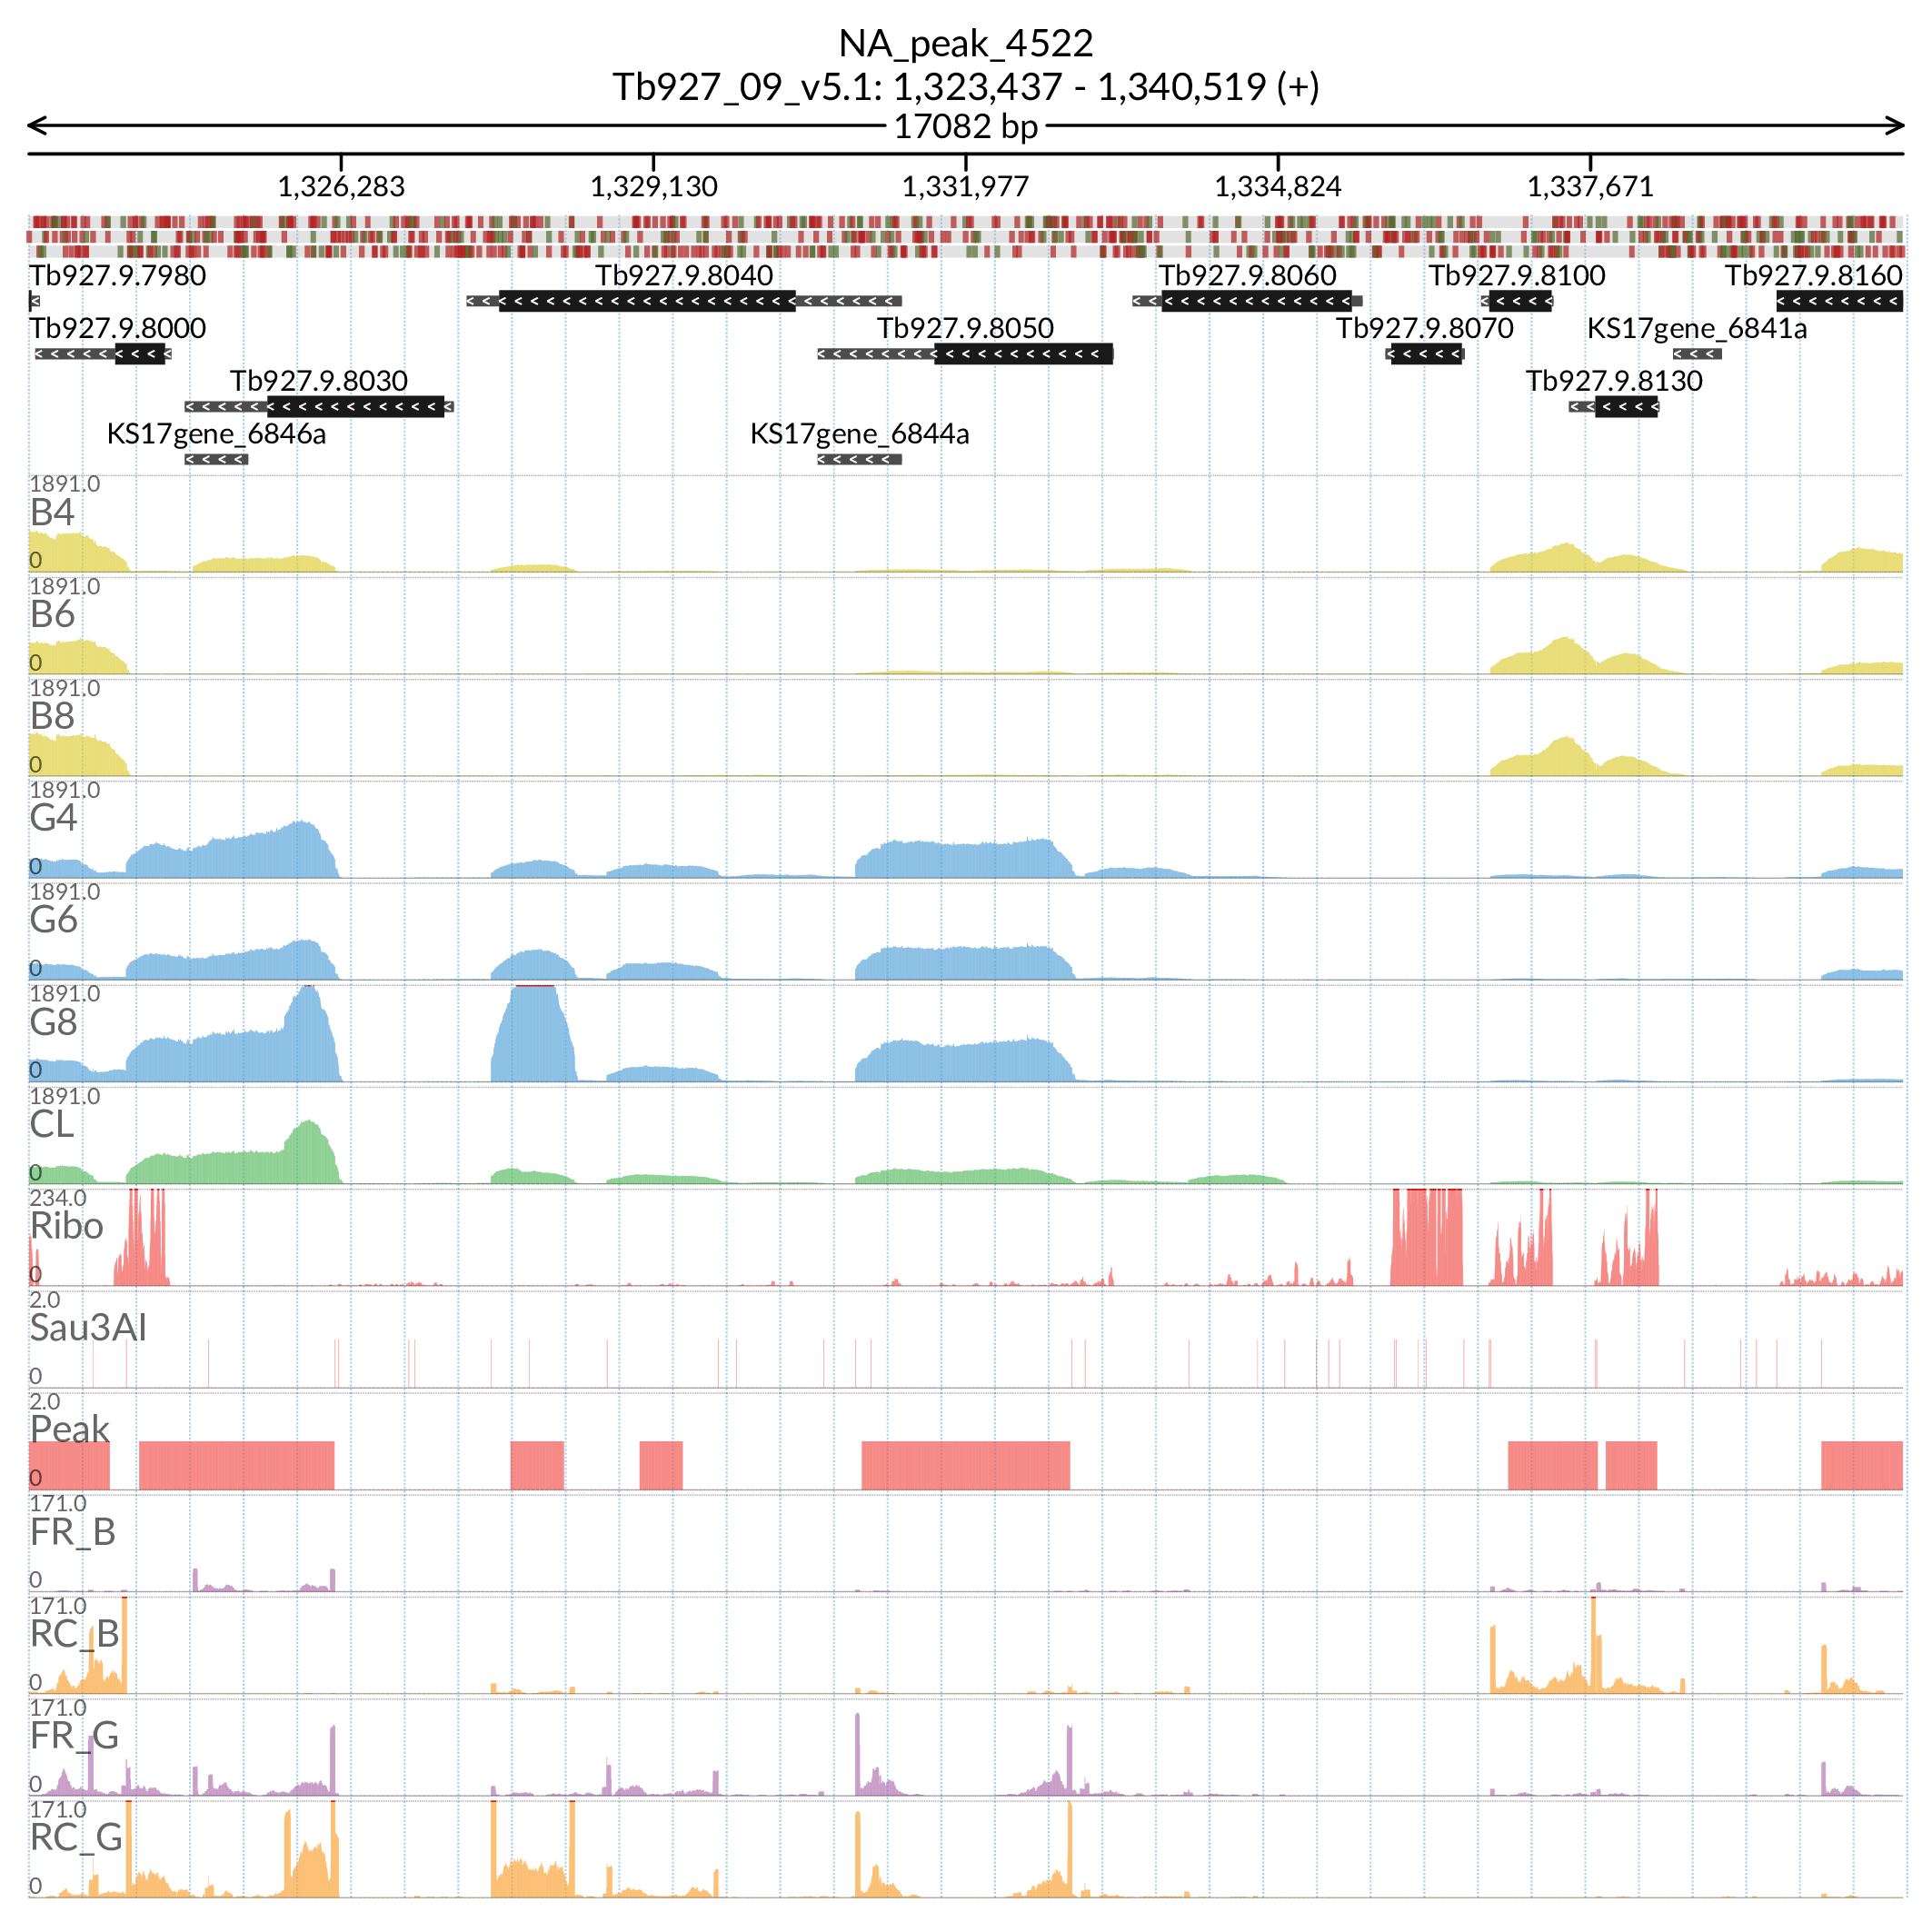 NA_peak_4522
Tb927_09_v5.1: 1,323,437 - 1,340,519 (+)
17082 bp
1,326,283 1,329,130 1,331,977 1,334,824 1,337,671
Tb927.9.7980 Tb927.9.8040 Tb927.9.8060 Tb927.9.8100 Tb927.9.8160
Tb927.9.8000 Tb927.9.8050 Tb927.9.8070 KS17gene_6841a
Tb927.9.8030 Tb927.9.8130
KS17gene_6846a KS17gene_6844a
1891.0
B4
0
1891.0
B6
0
1891.0
B8
0
1891.0
G4
0
1891.0
G6
0
1891.0
G8
0
1891.0
CL
0
234.0
Ribo
0
2.0
Sau3AI
0
2.0
Peak
0
171.0
FR_B
0
171.0
RC_B
0
171.0
FR_G
0
171.0
RC_G
0